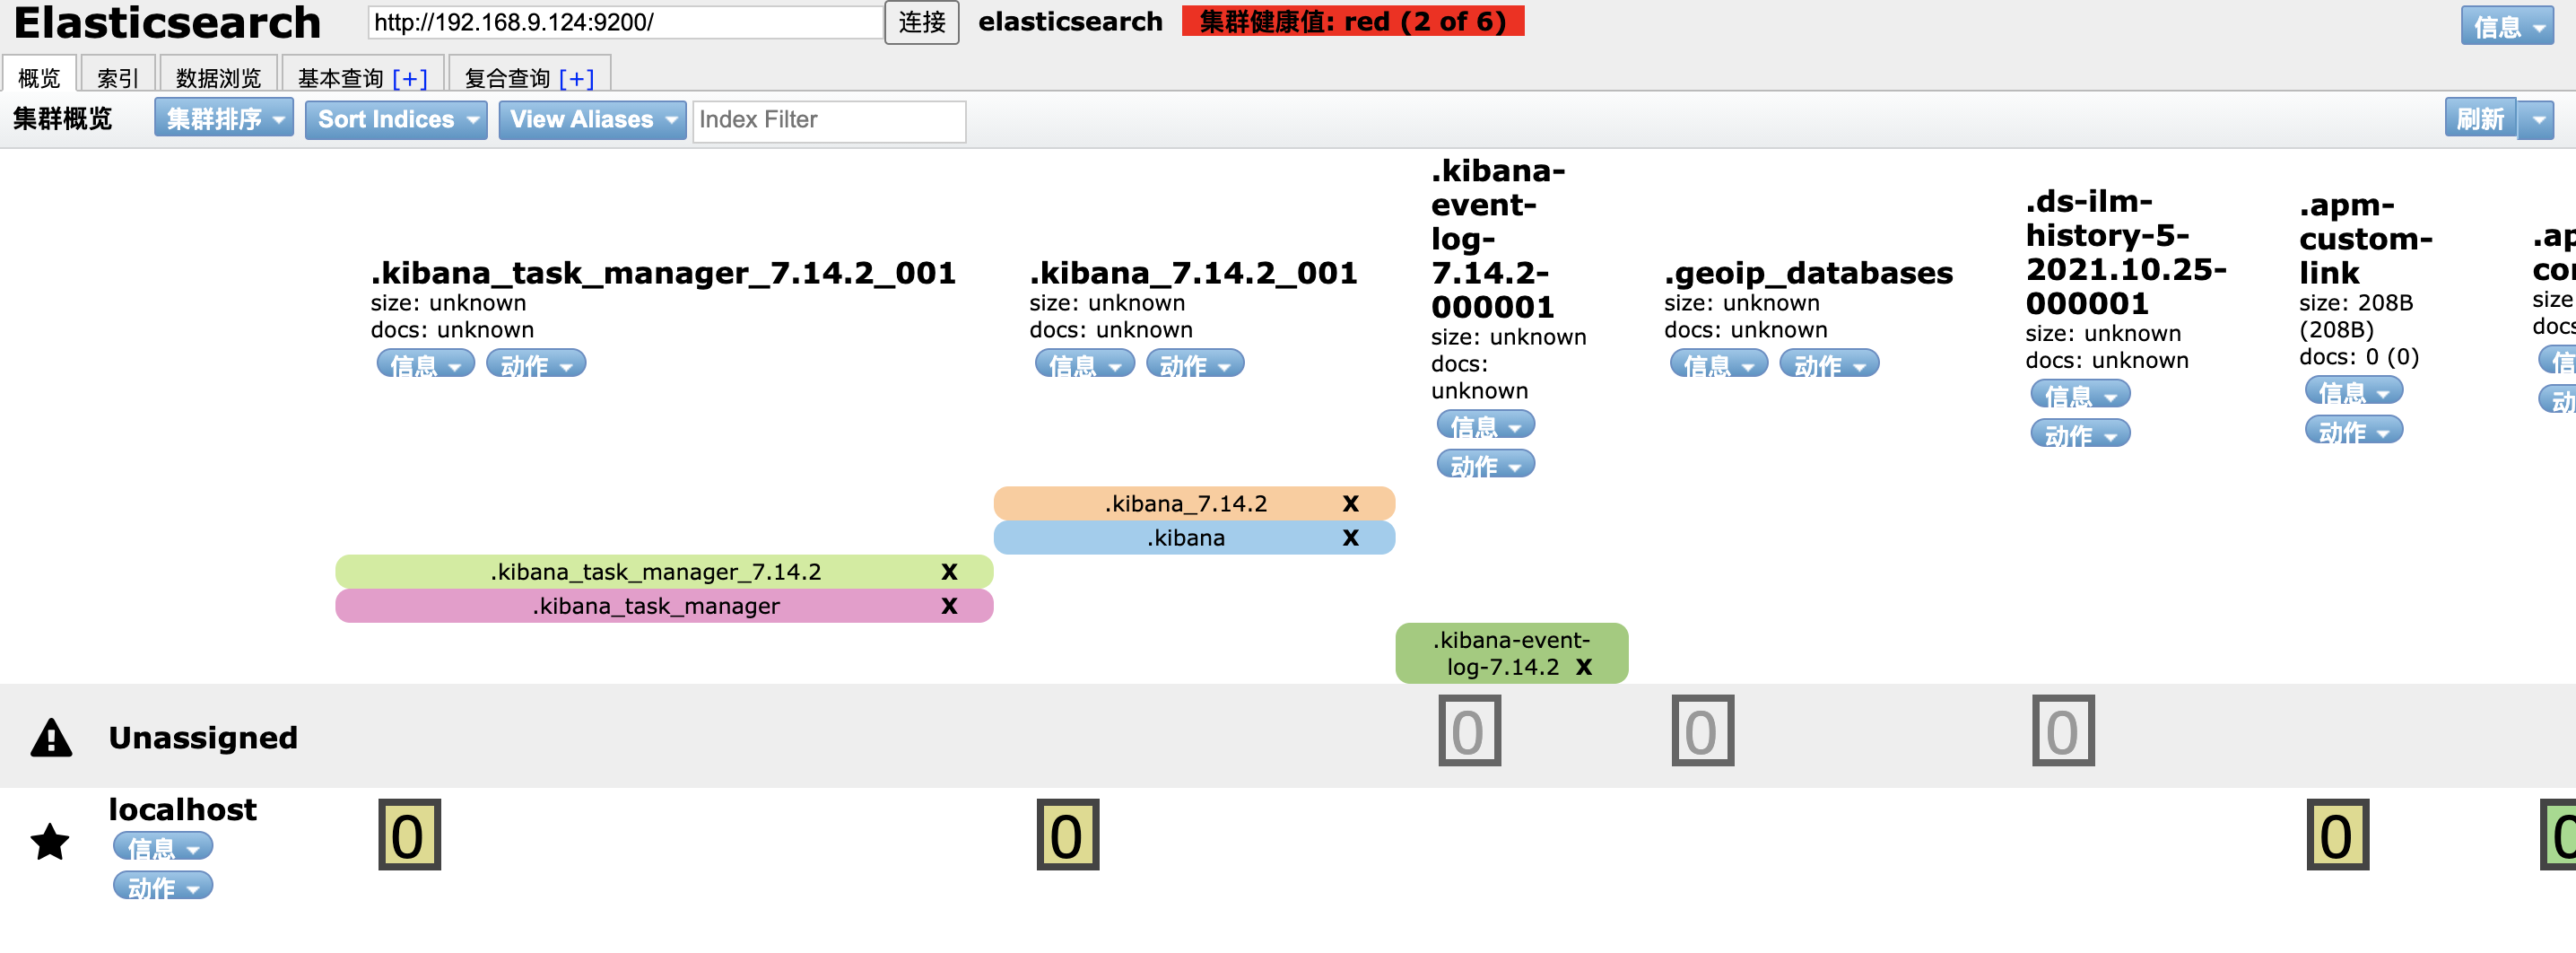 Elasticsearch
http://192.168.9.124:9200/
连接
elasticsearch
集群健康值: red (2 of 6)
信息
概览
索引
数据浏览
基本查询 [+]
复合查询 [+]
集群概览
集群排序
Sort Indices
View Aliases
Index Filter
刷新
.kibana_task_manager_7.14.2_001
size: unknown
docs: unknown
信息
动作
.kibana_7.14.2_001
size: unknown
docs: unknown
信息
动作
.kibana-
event-
log-
7.14.2-
000001
size: unknown
docs:
unknown
信息
动作
.geoip_databases
size: unknown
docs: unknown
信息
动作
.ds-ilm-
history-5-
2021.10.25-
000001
size: unknown
docs: unknown
信息
动作
.apm-
custom-
link
size: 208B
(208B)
docs: 0 (0)
信息
动作
size
信
动
.kibana_7.14.2 X
.kibana X
.kibana_task_manager_7.14.2 X
.kibana_task_manager X
.kibana-event-
log-7.14.2 X
Unassigned
0
0
0
localhost
信息
动作
0
0
0
0